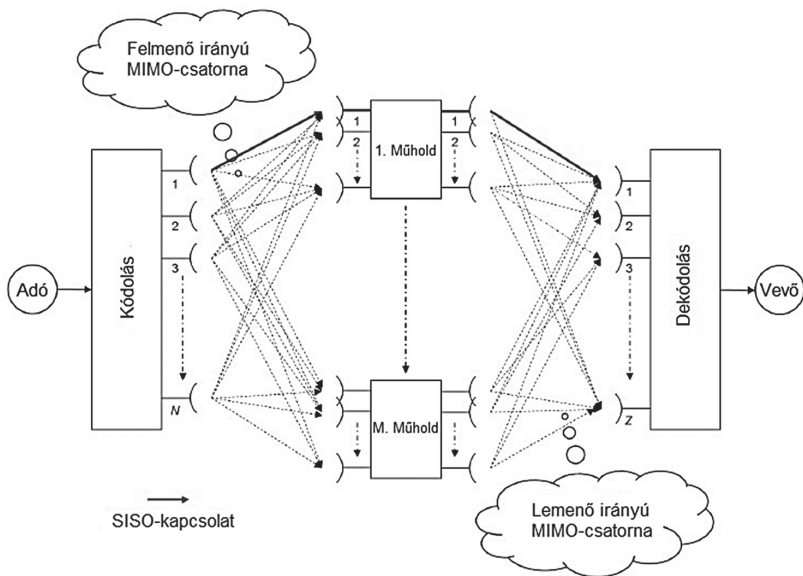 Felmenő irányú
MIMO-csatorna
Adó
Kódolás
1
2
3
N
1
2
1. Műhold
1
2
M. Műhold
1
2
3
Z
Dekódolás
Vevő
SISO-kapcsolat
Lemenő irányú
MIMO-csatorna